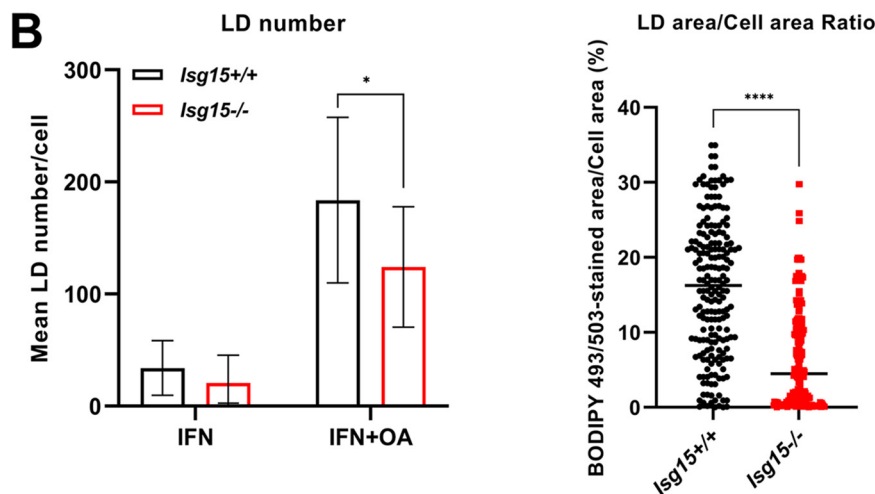 B
LD number
Isg15+/+
Isg15-/-
*
300
200
100
0
Mean LD number/cell
IFN
IFN+OA
LD area/Cell area Ratio
****
40
30
20
10
0
BODIPY 493/503-stained area/Cell area (%)
Isg15+/+
Isg15-/-